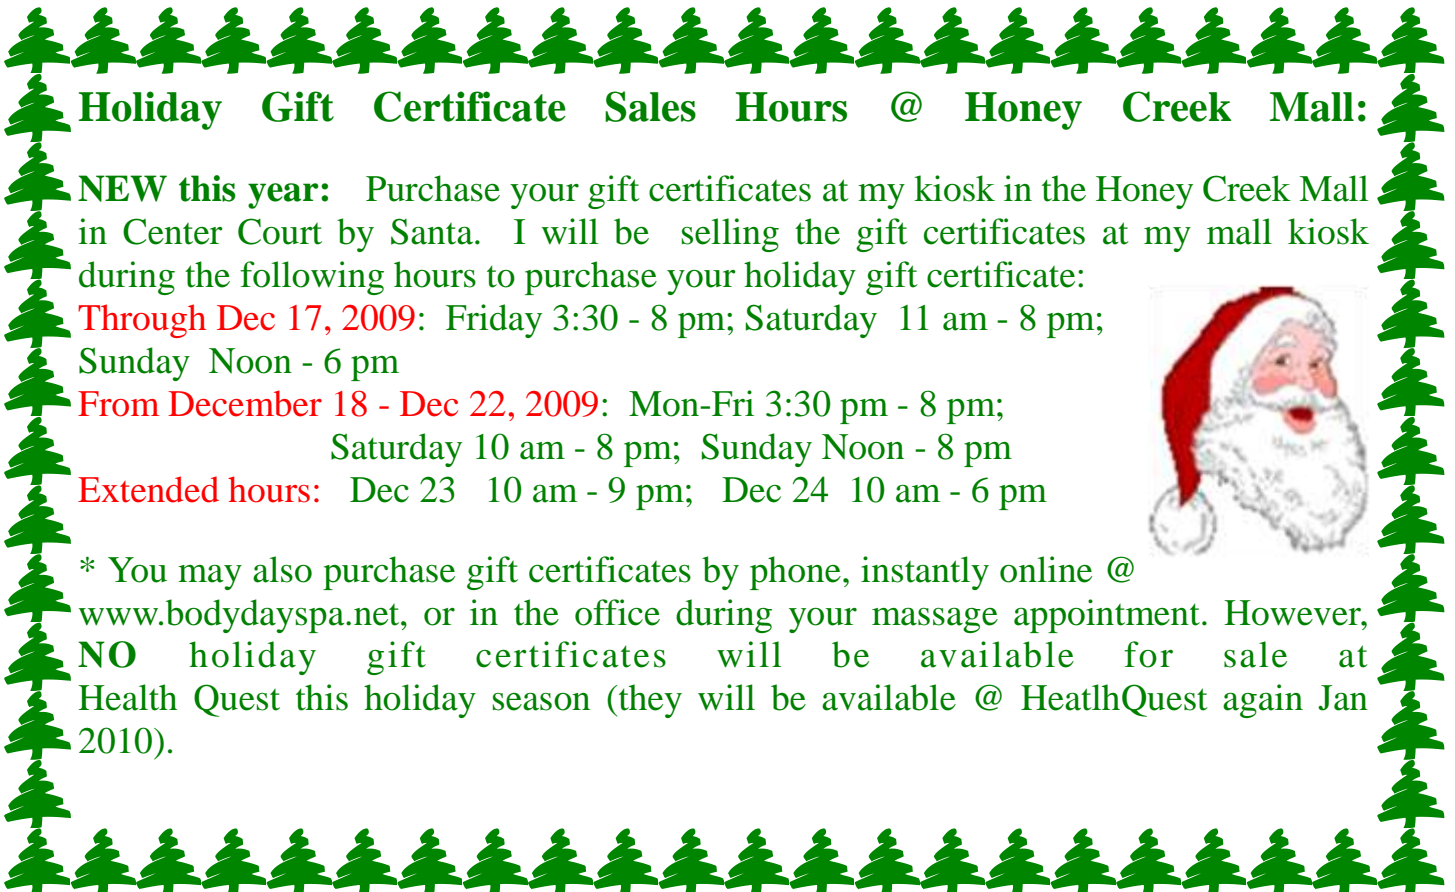 Holiday Gift Certificate Sales Hours @ Honey Creek Mall:
NEW this year: Purchase your gift certificates at my kiosk in the Honey Creek Mall
in Center Court by Santa. I will be selling the gift certificates at my mall kiosk
during the following hours to purchase your holiday gift certificate:
Through Dec 17, 2009: Friday 3:30 - 8 pm; Saturday 11 am - 8 pm;
Sunday Noon - 6 pm
From December 18 - Dec 22, 2009: Mon-Fri 3:30 pm - 8 pm;
Saturday 10 am - 8 pm; Sunday Noon - 8 pm
Extended hours: Dec 23 10 am - 9 pm; Dec 24 10 am - 6 pm
* You may also purchase gift certificates by phone, instantly online @
www.bodydayspa.net, or in the office during your massage appointment. However,
NO holiday gift certificates will be available for sale at
Health Quest this holiday season (they will be available @ HeatlhQuest again Jan
2010).